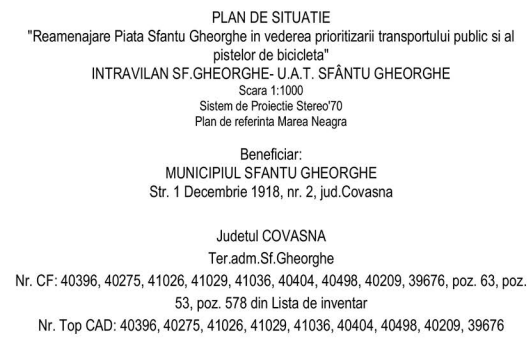 PLAN DE SITUATIE
"Reamenajare Piata Sfantu Gheorghe in vederea prioritizarii transportului public si al
pistelor de bicicleta"
INTRAVILAN SF.GHEORGHE- U.A.T. SFÂNTU GHEORGHE
Scara 1:1000
Sistem de Proiectie Stereo'70
Plan de referinta Marea Neagra
Beneficiar:
MUNICIPIUL SFANTU GHEORGHE
Str. 1 Decembrie 1918, nr. 2, jud.Covasna
Judetul COVASNA
Ter.adm.Sf.Gheorghe
Nr. CF: 40396, 40275, 41026, 41029, 41036, 40404, 40498, 40209, 39676, poz. 63, poz.
53, poz. 578 din Lista de inventar
Nr. Top CAD: 40396, 40275, 41026, 41029, 41036, 40404, 40498, 40209, 39676